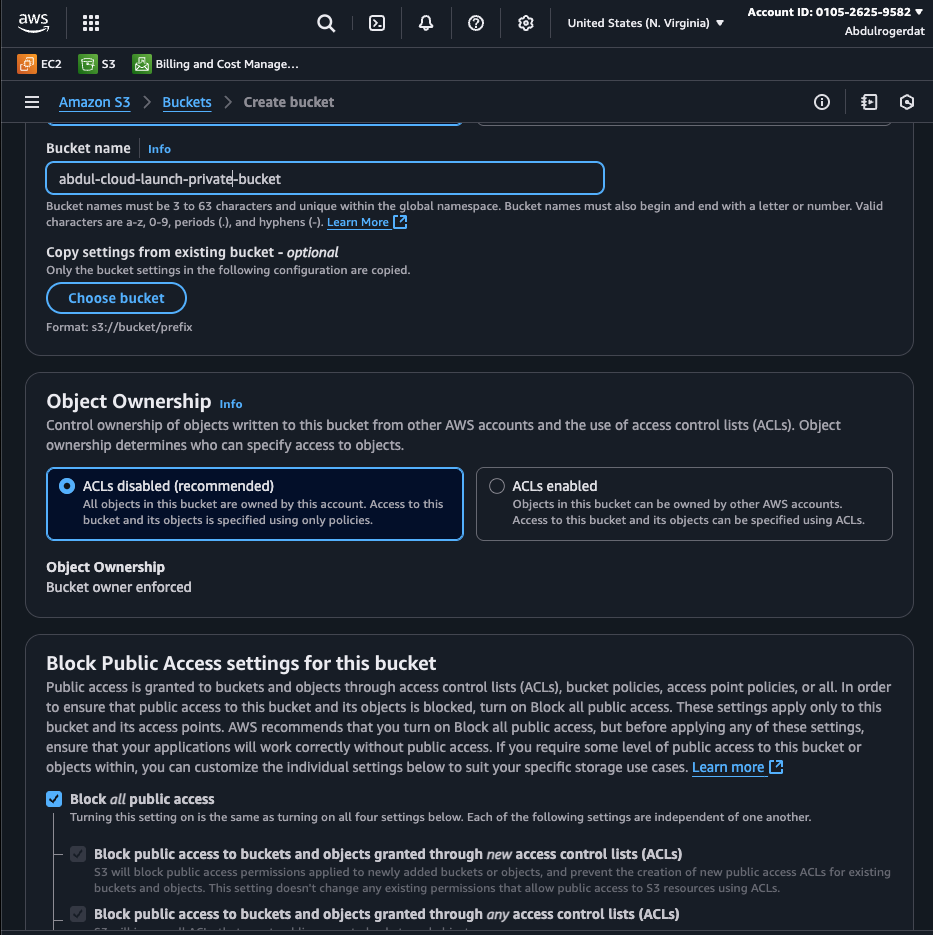 aws
United States (N. Virginia)
Account ID: 0105-2625-9582
Abdulrogerdat
EC2
S3
Billing and Cost Manage...
Amazon S3
Buckets
Create bucket
Bucket name
Info
abdul-cloud-launch-private-bucket
Bucket names must be 3 to 63 characters and unique within the global namespace. Bucket names must also begin and end with a letter or number. Valid
characters are a-z, 0-9, periods (.), and hyphens (-). Learn More
Copy settings from existing bucket - optional
Only the bucket settings in the following configuration are copied.
Choose bucket
Format: s3://bucket/prefix
Object Ownership Info
Control ownership of objects written to this bucket from other AWS accounts and the use of access control lists (ACLs). Object
ownership determines who can specify access to objects.
ACLs disabled (recommended)
All objects in this bucket are owned by this account. Access to this
bucket and its objects is specified using only policies.
ACLs enabled
Objects in this bucket can be owned by other AWS accounts.
Access to this bucket and its objects can be specified using ACLs.
Object Ownership
Bucket owner enforced
Block Public Access settings for this bucket
Public access is granted to buckets and objects through access control lists (ACLs), bucket policies, access point policies, or all. In order
to ensure that public access to this bucket and its objects is blocked, turn on Block all public access. These settings apply only to this
bucket and its access points. AWS recommends that you turn on Block all public access, but before applying any of these settings,
ensure that your applications will work correctly without public access. If you require some level of public access to this bucket or
objects within, you can customize the individual settings below to suit your specific storage use cases. Learn more
Block all public access
Turning this setting on is the same as turning on all four settings below. Each of the following settings are independent of one another.
Block public access to buckets and objects granted through new access control lists (ACLs)
S3 will block public access permissions applied to newly added buckets or objects, and prevent the creation of new public access ACLs for existing
buckets and objects. This setting doesn't change any existing permissions that allow public access to S3 resources using ACLs.
Block public access to buckets and objects granted through any access control lists (ACLs)